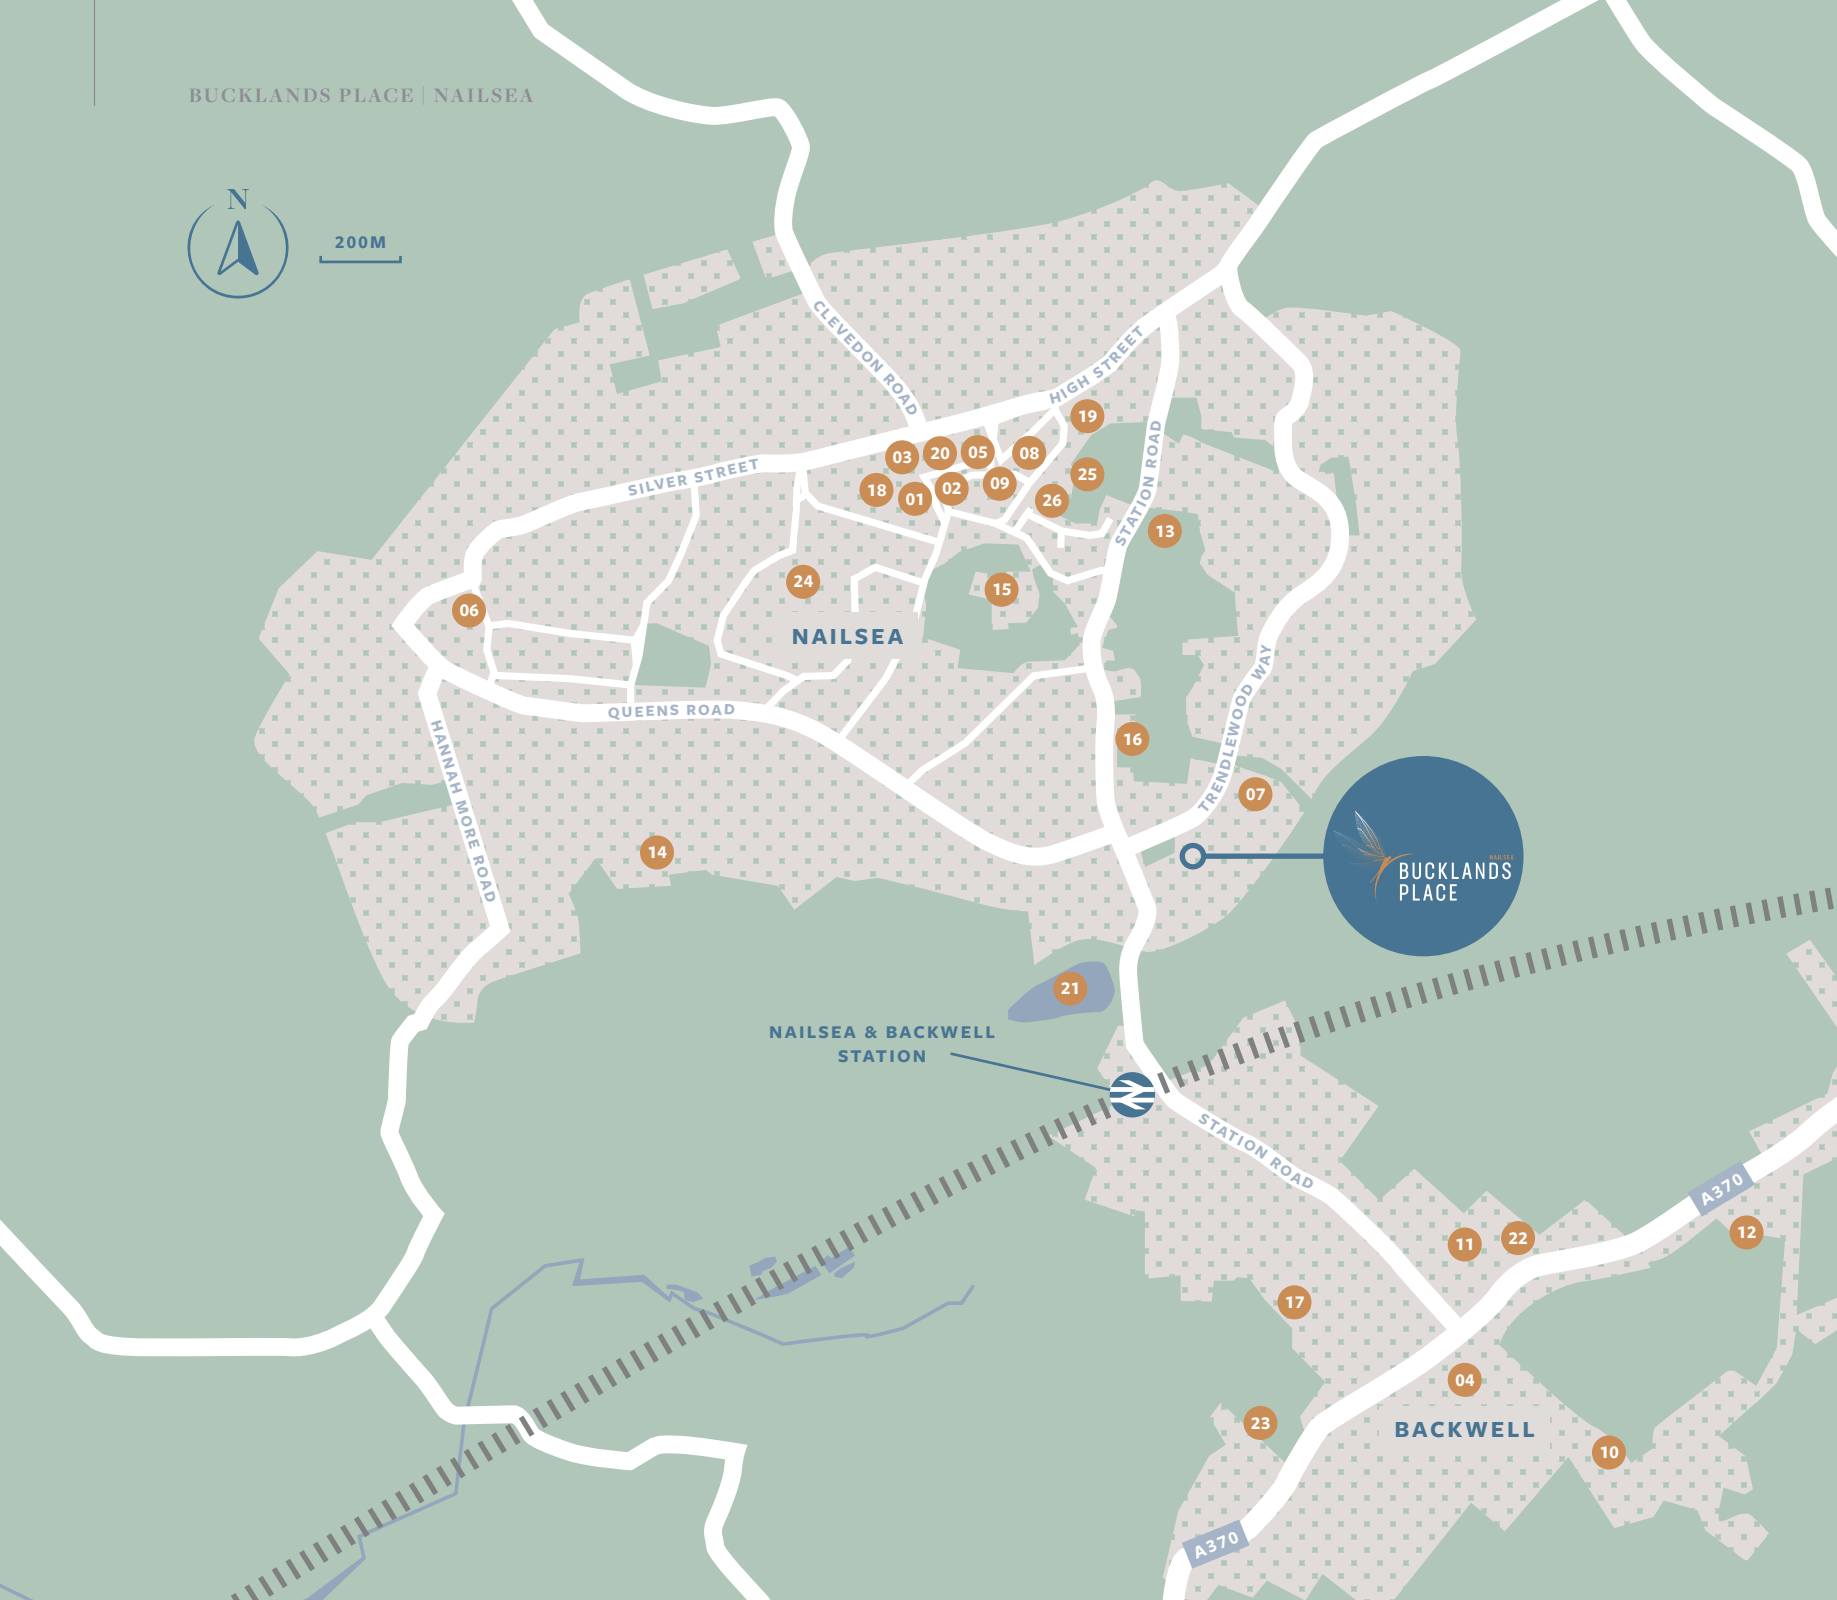 BUCKLANDS PLACE | NAILSEA
N
200M
CLEVEDON ROAD
HIGH STREET
19
03
20
05
08
SILVER STREET
18
01
02
09
25
26
STATION ROAD
13
24
15
06
NAILSEA
TRENDLEWOOD WAY
QUEENS ROAD
HANNAH MORE ROAD
16
07
14
NAILSEA
BUCKLANDS
PLACE
21
NAILSEA & BACKWELL
STATION
STATION ROAD
A370
12
11
22
17
04
23
BACKWELL
10
A370